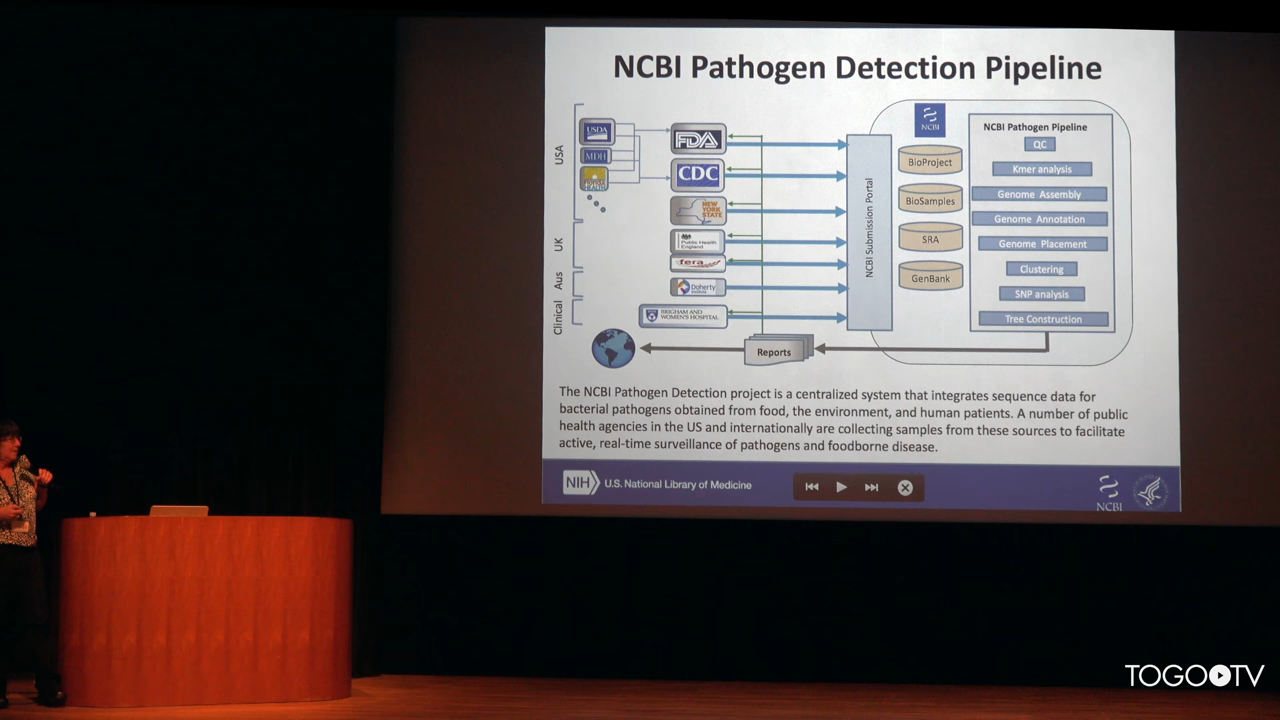 NCBI Pathogen Detection Pipeline
USA
UK
Aus
Clinical
USDA
MDH
HEALTH
FDA
CDC
NEW
YORK
STATE
Public Health
England
fera
Doherty
Institute
BRIGHAM AND
WOMEN'S HOSPITAL
NCBI Submission Portal
NCBI
BioProject
BioSamples
SRA
GenBank
NCBI Pathogen Pipeline
QC
Kmer analysis
Genome Assembly
Genome Annotation
Genome Placement
Clustering
SNP analysis
Tree Construction
Reports
The NCBI Pathogen Detection project is a centralized system that integrates sequence data for
bacterial pathogens obtained from food, the environment, and human patients. A number of public
health agencies in the US and internationally are collecting samples from these sources to facilitate
active, real-time surveillance of pathogens and foodborne disease.
NIH U.S. National Library of Medicine
NCBI
TOGOTV